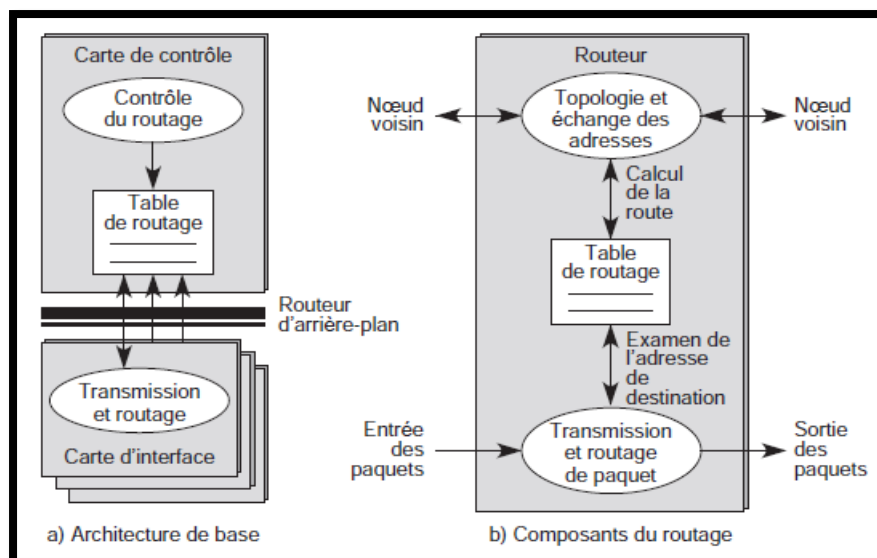 Carte de contrôle
Contrôle
du routage
Table
de routage
Routeur
d'arrière-plan
Transmission
et routage
Carte d'interface
a) Architecture de base
Routeur
Nœud
voisin
Topologie et
échange des
adresses
Nœud
voisin
Calcul
de la
route
Table
de routage
Examen de
l'adresse
de
destination
Entrée
des
paquets
Transmission
et routage
de paquet
Sortie
des
paquets
b) Composants du routage